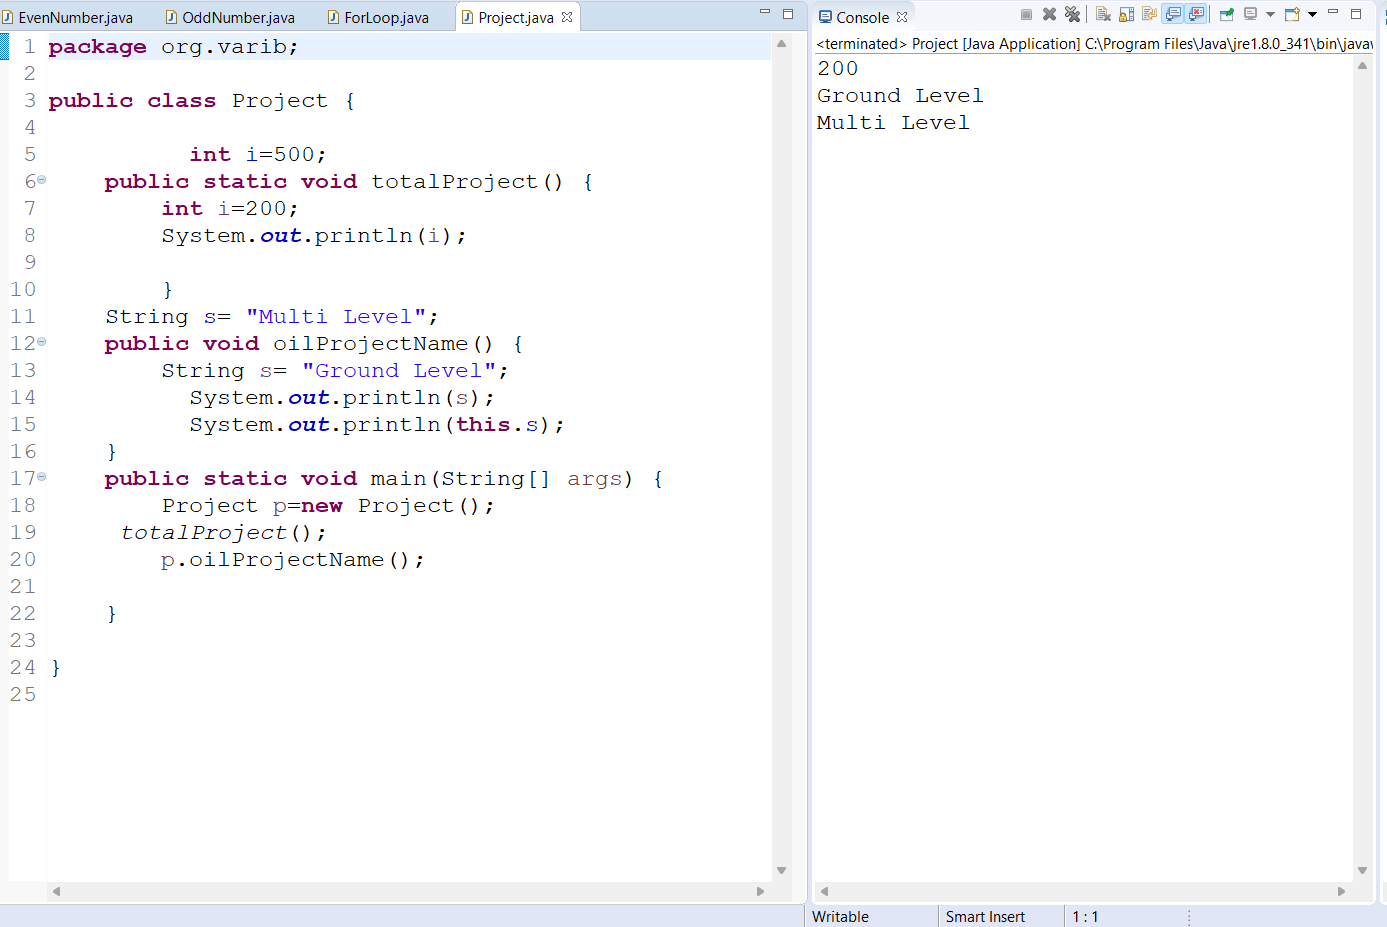 EvenNumber.java OddNumber.java ForLoop.java Project.java
1 package org.varib;
2
3 public class Project {
4
5 int i=500;
6 public static void totalProject() {
7 int i=200;
8 System.out.println(i);
9
10 }
11 String s= "Multi Level";
12 public void oilProjectName() {
13 String s= "Ground Level";
14 System.out.println(s);
15 System.out.println(this.s);
16 }
17 public static void main(String[] args) {
18 Project p=new Project();
19 totalProject();
20 p.oilProjectName();
21
22 }
23
24 }
25
Console
<terminated> Project [Java Application] C:\Program Files\Java\jre1.8.0_341\bin\javaw
200
Ground Level
Multi Level
Writable Smart Insert 1 : 1